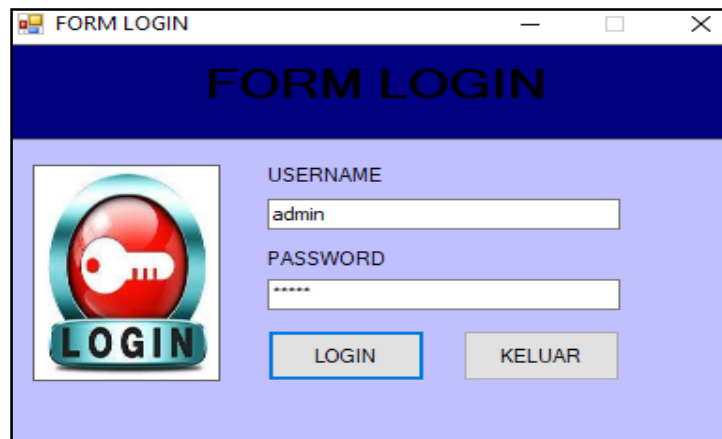 FORM LOGIN
FORM LOGIN
USERNAME
admin
PASSWORD
*****
LOGIN
LOGIN
KELUAR